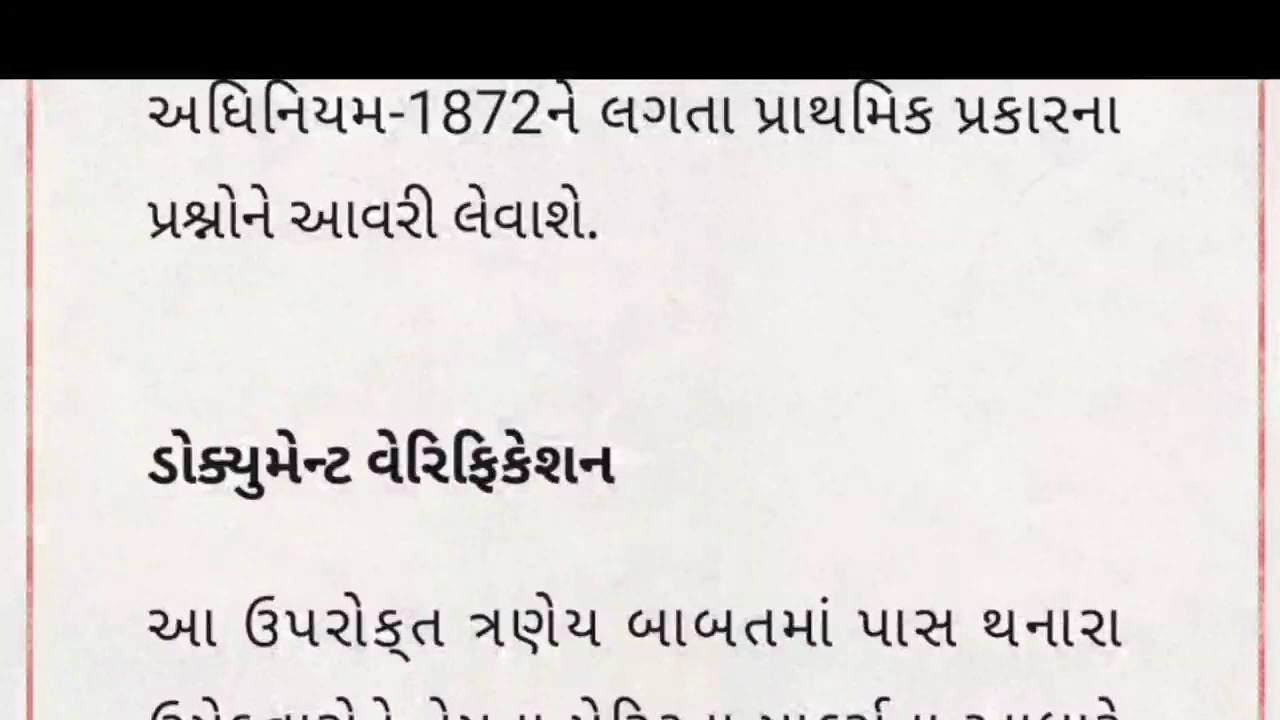 અધિનિયમ-1872ને લગતા પ્રાથમિક પ્રકારના
પ્રશ્નોને આવરી લેવાશે.
ડોક્યુમેન્ટ વેરિફિકેશન
આ ઉપરોક્ત ત્રણેય બાબતમાં પાસ થનારા